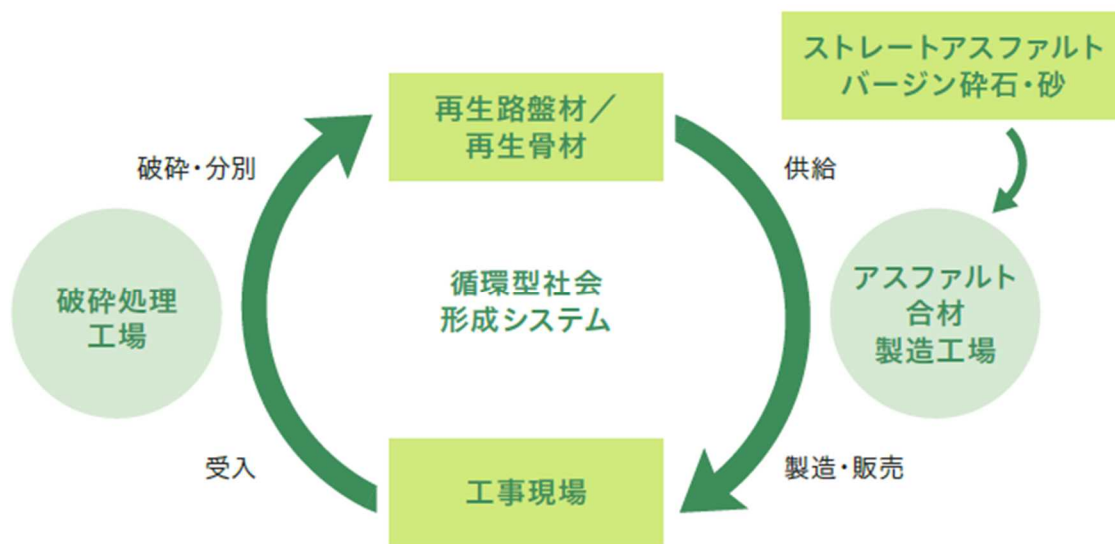 ストレートアスファルト
バージン砕石・砂
再生路盤材／
再生骨材
破砕・分別
供給
破砕処理
工場
循環型社会
形成システム
アスファルト
合材
製造工場
受入
製造・販売
工事現場